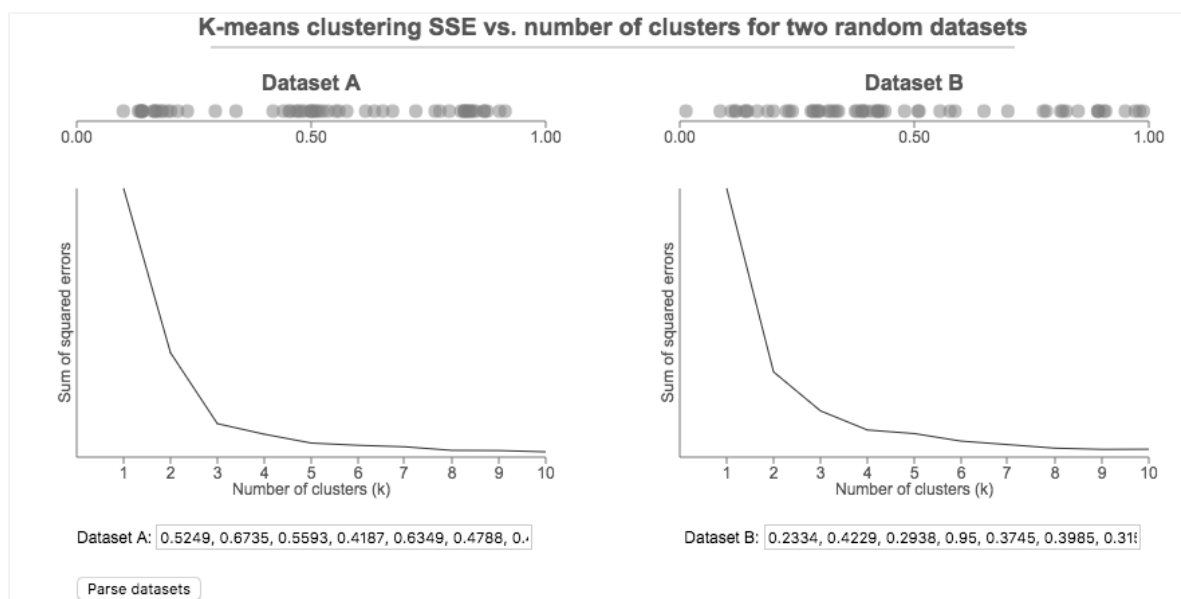 K-means clustering SSE vs. number of clusters for two random datasets
Dataset A
0.00 0.50 1.00
Sum of squared errors
1 2 3 4 5 6 7 8 9 10
Number of clusters (k)
Dataset B
0.00 0.50 1.00
Sum of squared errors
1 2 3 4 5 6 7 8 9 10
Number of clusters (k)
Dataset A: 0.5249, 0.6735, 0.5593, 0.4187, 0.6349, 0.4788,
Dataset B: 0.2334, 0.4229, 0.2938, 0.95, 0.3745, 0.3985,
Parse datasets